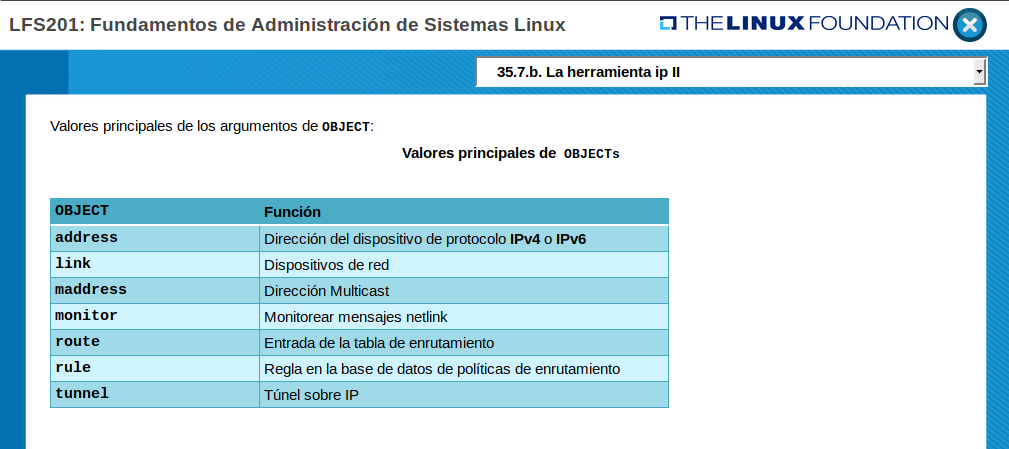 LFS201: Fundamentos de Administración de Sistemas Linux
THE LINUX FOUNDATION
35.7.b. La herramienta ip II
Valores principales de los argumentos de OBJECT:
Valores principales de OBJECTs
OBJECT Función
address Dirección del dispositivo de protocolo IPv4 o IPv6
link Dispositivos de red
maddress Dirección Multicast
monitor Monitorear mensajes netlink
route Entrada de la tabla de enrutamiento
rule Regla en la base de datos de políticas de enrutamiento
tunnel Túnel sobre IP